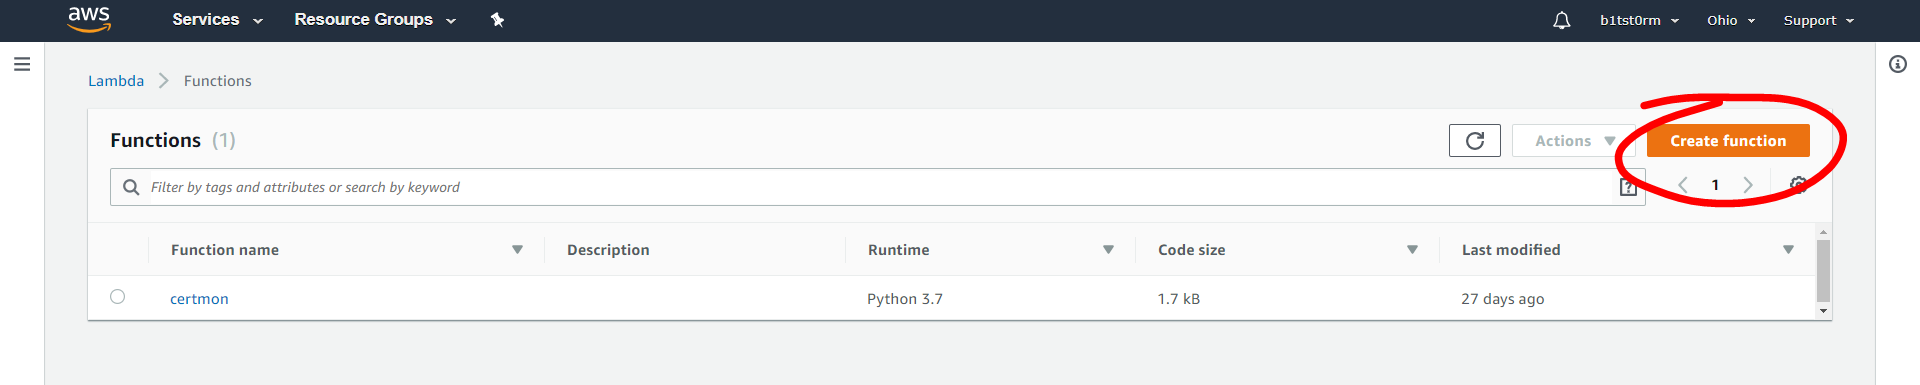 aws Services Resource Groups b1tst0rm Ohio Support
Lambda > Functions
Functions (1) Actions Create function
Filter by tags and attributes or search by keyword ? < 1 >
Function name Description Runtime Code size Last modified
certmon Python 3.7 1.7 kB 27 days ago